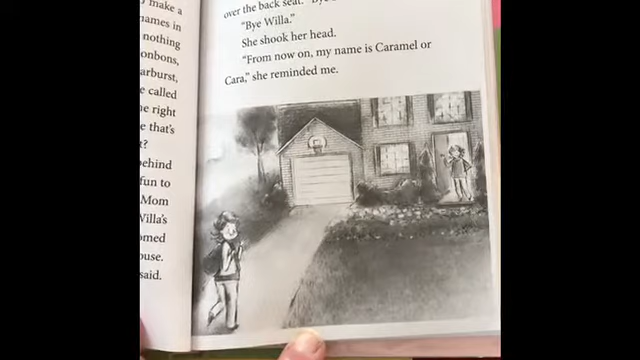 make a
names in
nothing
onbons,
arburst,
e called
he right
e that's
t?
behind
fun to
Mom
Willa's
omed
ouse.
said.
over the back seat.
"Bye Willa."
She shook her head.
"From now on, my name is Caramel or
Cara," she reminded me.